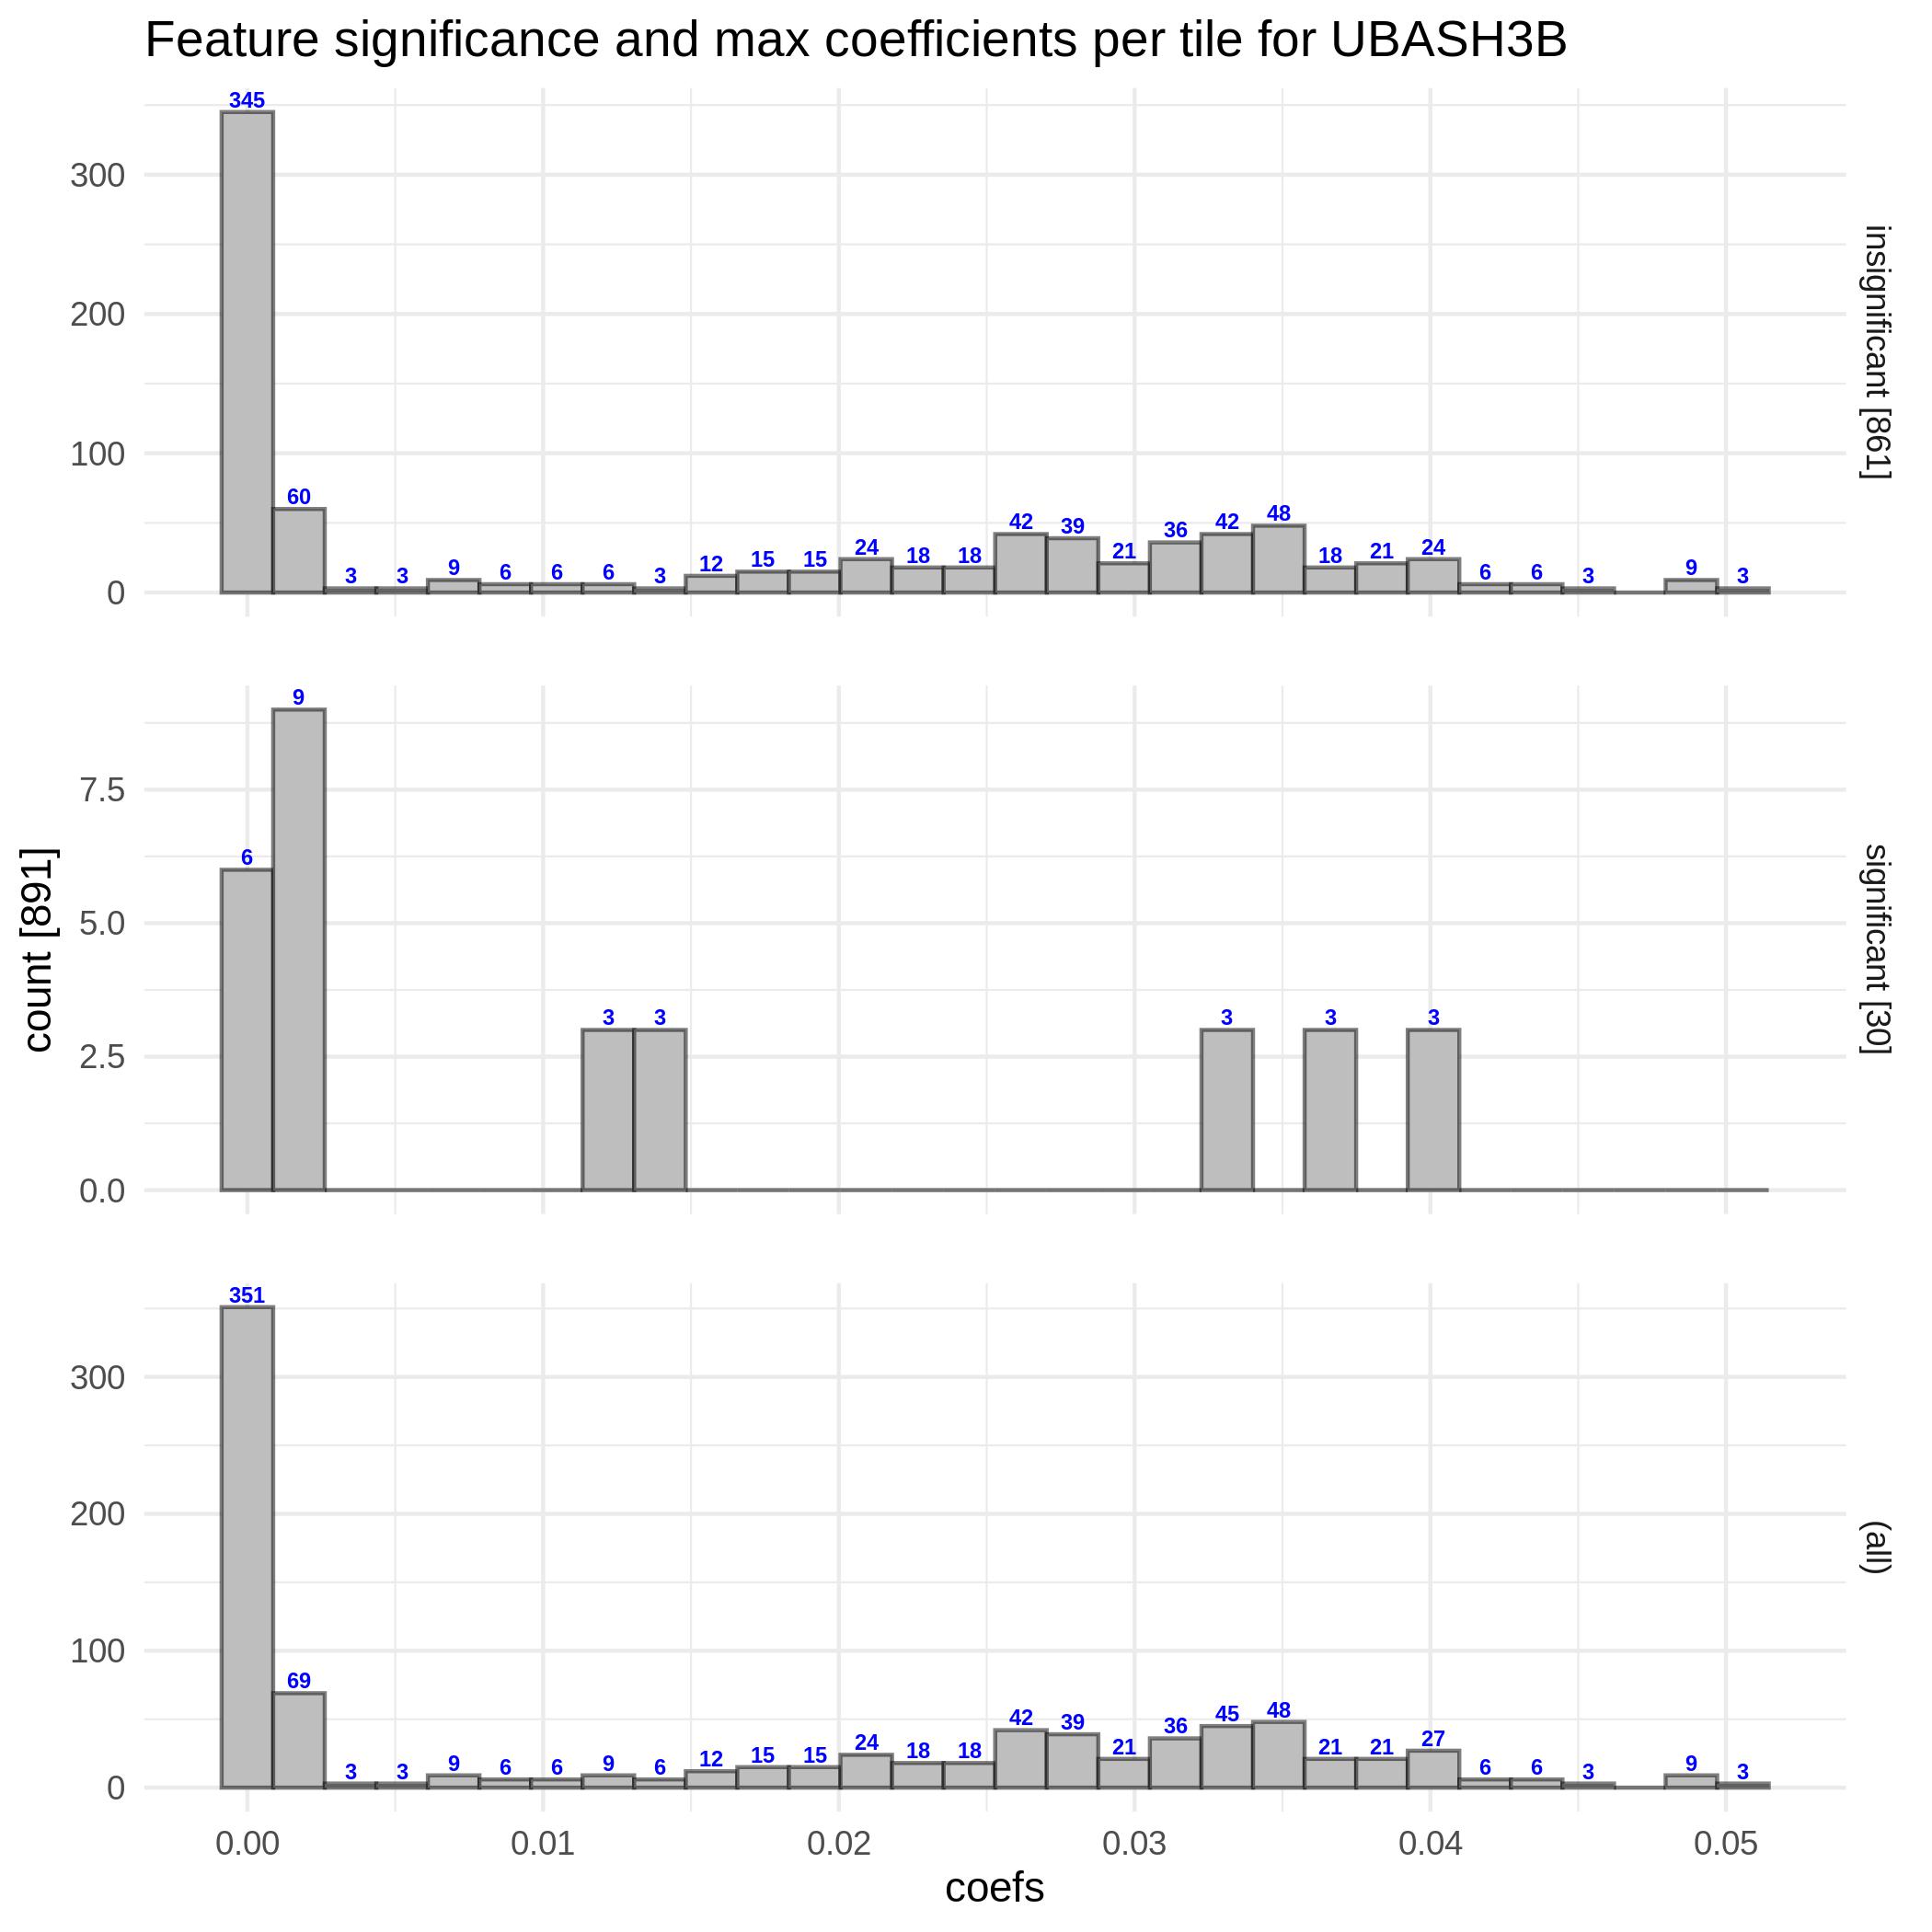 Feature significance and max coefficients per tile for UBASH3B
345
300
200
100
0
60 3 3 9 6 6 6 3 12 15 15 24 18 18 42 39 21 36 42 48 18 21 24 6 6 3 9 3
insignificant [861]
9
7.5
5.0
2.5
0.0
6 3 3 3 3 3
significant [30]
count [891]
351
300
200
100
0
69 3 3 9 6 6 9 6 12 15 15 24 18 18 42 39 21 36 45 48 21 21 27 6 6 3 9 3
(all)
0.00 0.01 0.02 0.03 0.04 0.05
coefs